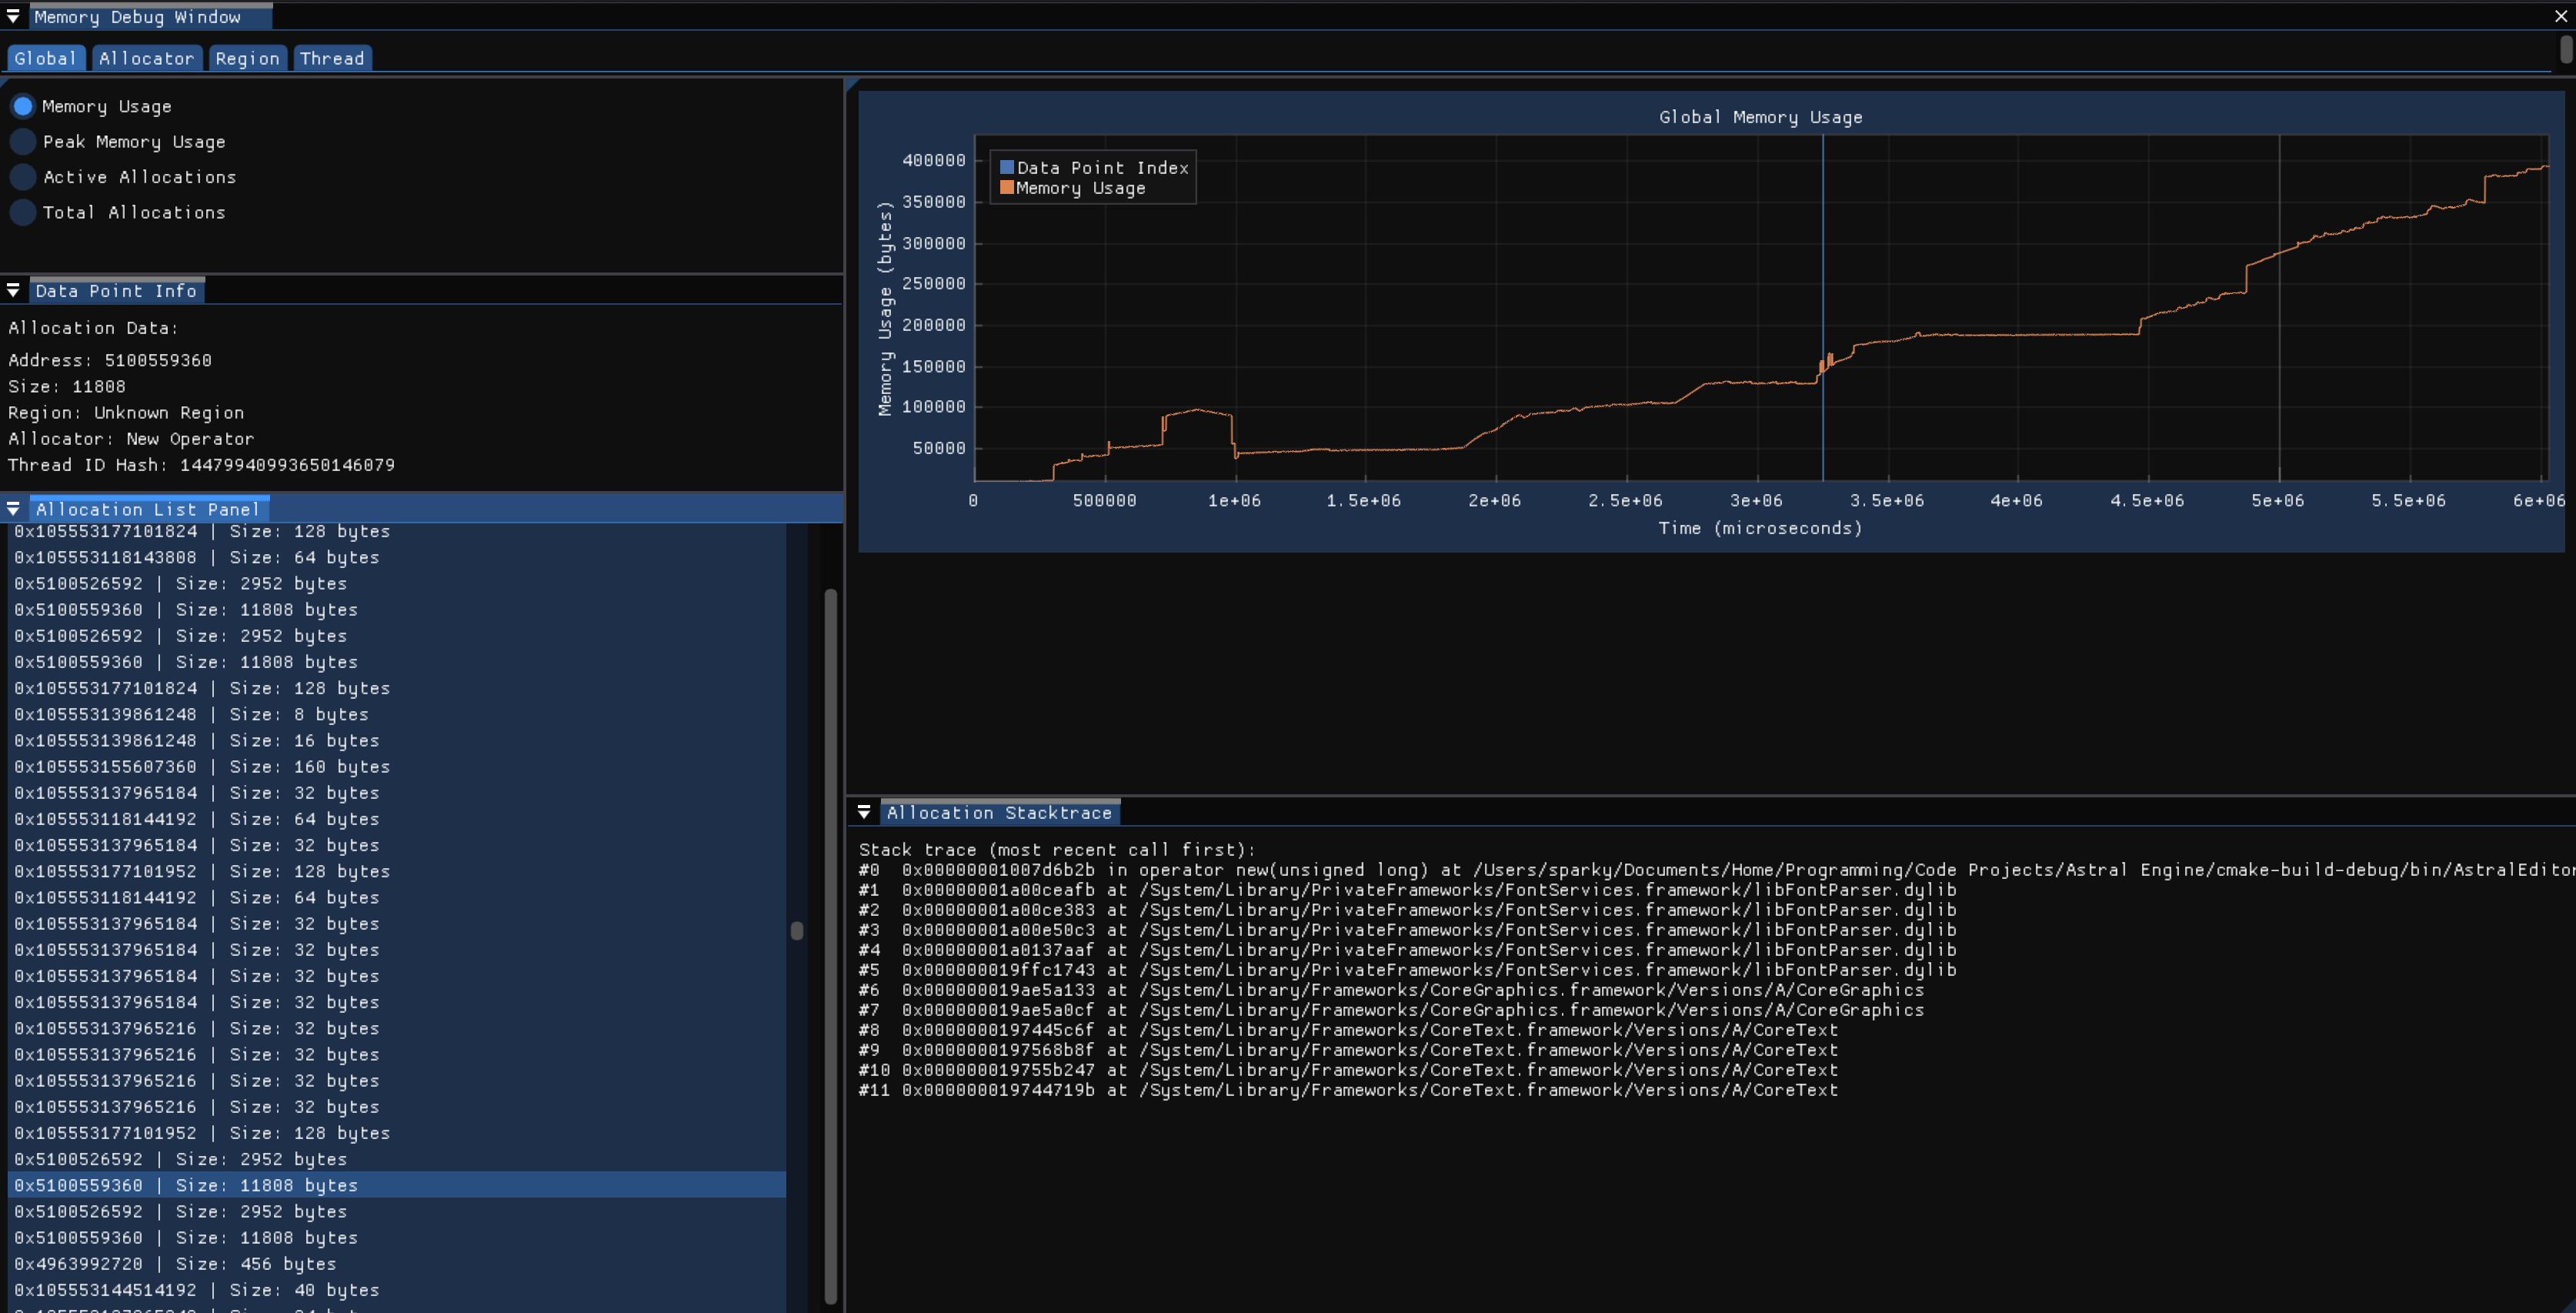 Memory Debug Window
Global Allocator Region Thread
Memory Usage
Peak Memory Usage
Active Allocations
Total Allocations
Data Point Info
Allocation Data:
Address: 5100559360
Size: 11808
Region: Unknown Region
Allocator: New Operator
Thread ID Hash: 14479940993650146079
Allocation List Panel
0x105553177101824 | Size: 128 bytes
0x105553118143808 | Size: 64 bytes
0x5100526592 | Size: 2952 bytes
0x5100559360 | Size: 11808 bytes
0x5100526592 | Size: 2952 bytes
0x5100559360 | Size: 11808 bytes
0x105553177101824 | Size: 128 bytes
0x105553139861248 | Size: 8 bytes
0x105553139861248 | Size: 16 bytes
0x105553155607360 | Size: 160 bytes
0x105553137965184 | Size: 32 bytes
0x105553118144192 | Size: 64 bytes
0x105553137965184 | Size: 32 bytes
0x105553177101952 | Size: 128 bytes
0x105553118144192 | Size: 64 bytes
0x105553137965184 | Size: 32 bytes
0x105553137965184 | Size: 32 bytes
0x105553137965184 | Size: 32 bytes
0x105553137965184 | Size: 32 bytes
0x105553137965216 | Size: 32 bytes
0x105553137965216 | Size: 32 bytes
0x105553137965216 | Size: 32 bytes
0x105553137965216 | Size: 32 bytes
0x105553177101952 | Size: 128 bytes
0x5100526592 | Size: 2952 bytes
0x5100559360 | Size: 11808 bytes
0x5100526592 | Size: 2952 bytes
0x5100559360 | Size: 11808 bytes
0x4963992720 | Size: 456 bytes
0x105553144514192 | Size: 40 bytes
Global Memory Usage
Data Point Index
Memory Usage
Memory Usage (bytes)
400000
350000
300000
250000
200000
150000
100000
50000
0 500000 1e+06 1.5e+06 2e+06 2.5e+06 3e+06 3.5e+06 4e+06 4.5e+06 5e+06 5.5e+06 6e+06
Time (microseconds)
Allocation Stacktrace
Stack trace (most recent call first):
#0 0x00000001007d6b2b in operator new(unsigned long) at /Users/sparky/Documents/Home/Programming/Code Projects/Astral Engine/cmake-build-debug/bin/AstralEditor
#1 0x00000001a00ceafb at /System/Library/PrivateFrameworks/FontServices.framework/libFontParser.dylib
#2 0x00000001a00ce383 at /System/Library/PrivateFrameworks/FontServices.framework/libFontParser.dylib
#3 0x00000001a00e50c3 at /System/Library/PrivateFrameworks/FontServices.framework/libFontParser.dylib
#4 0x00000001a0137aaf at /System/Library/PrivateFrameworks/FontServices.framework/libFontParser.dylib
#5 0x000000019ffc1743 at /System/Library/PrivateFrameworks/FontServices.framework/libFontParser.dylib
#6 0x000000019ae5a133 at /System/Library/Frameworks/CoreGraphics.framework/Versions/A/CoreGraphics
#7 0x000000019ae5a0cf at /System/Library/Frameworks/CoreGraphics.framework/Versions/A/CoreGraphics
#8 0x0000000197445c6f at /System/Library/Frameworks/CoreText.framework/Versions/A/CoreText
#9 0x0000000197568b8f at /System/Library/Frameworks/CoreText.framework/Versions/A/CoreText
#10 0x000000019755b247 at /System/Library/Frameworks/CoreText.framework/Versions/A/CoreText
#11 0x000000019744719b at /System/Library/Frameworks/CoreText.framework/Versions/A/CoreText